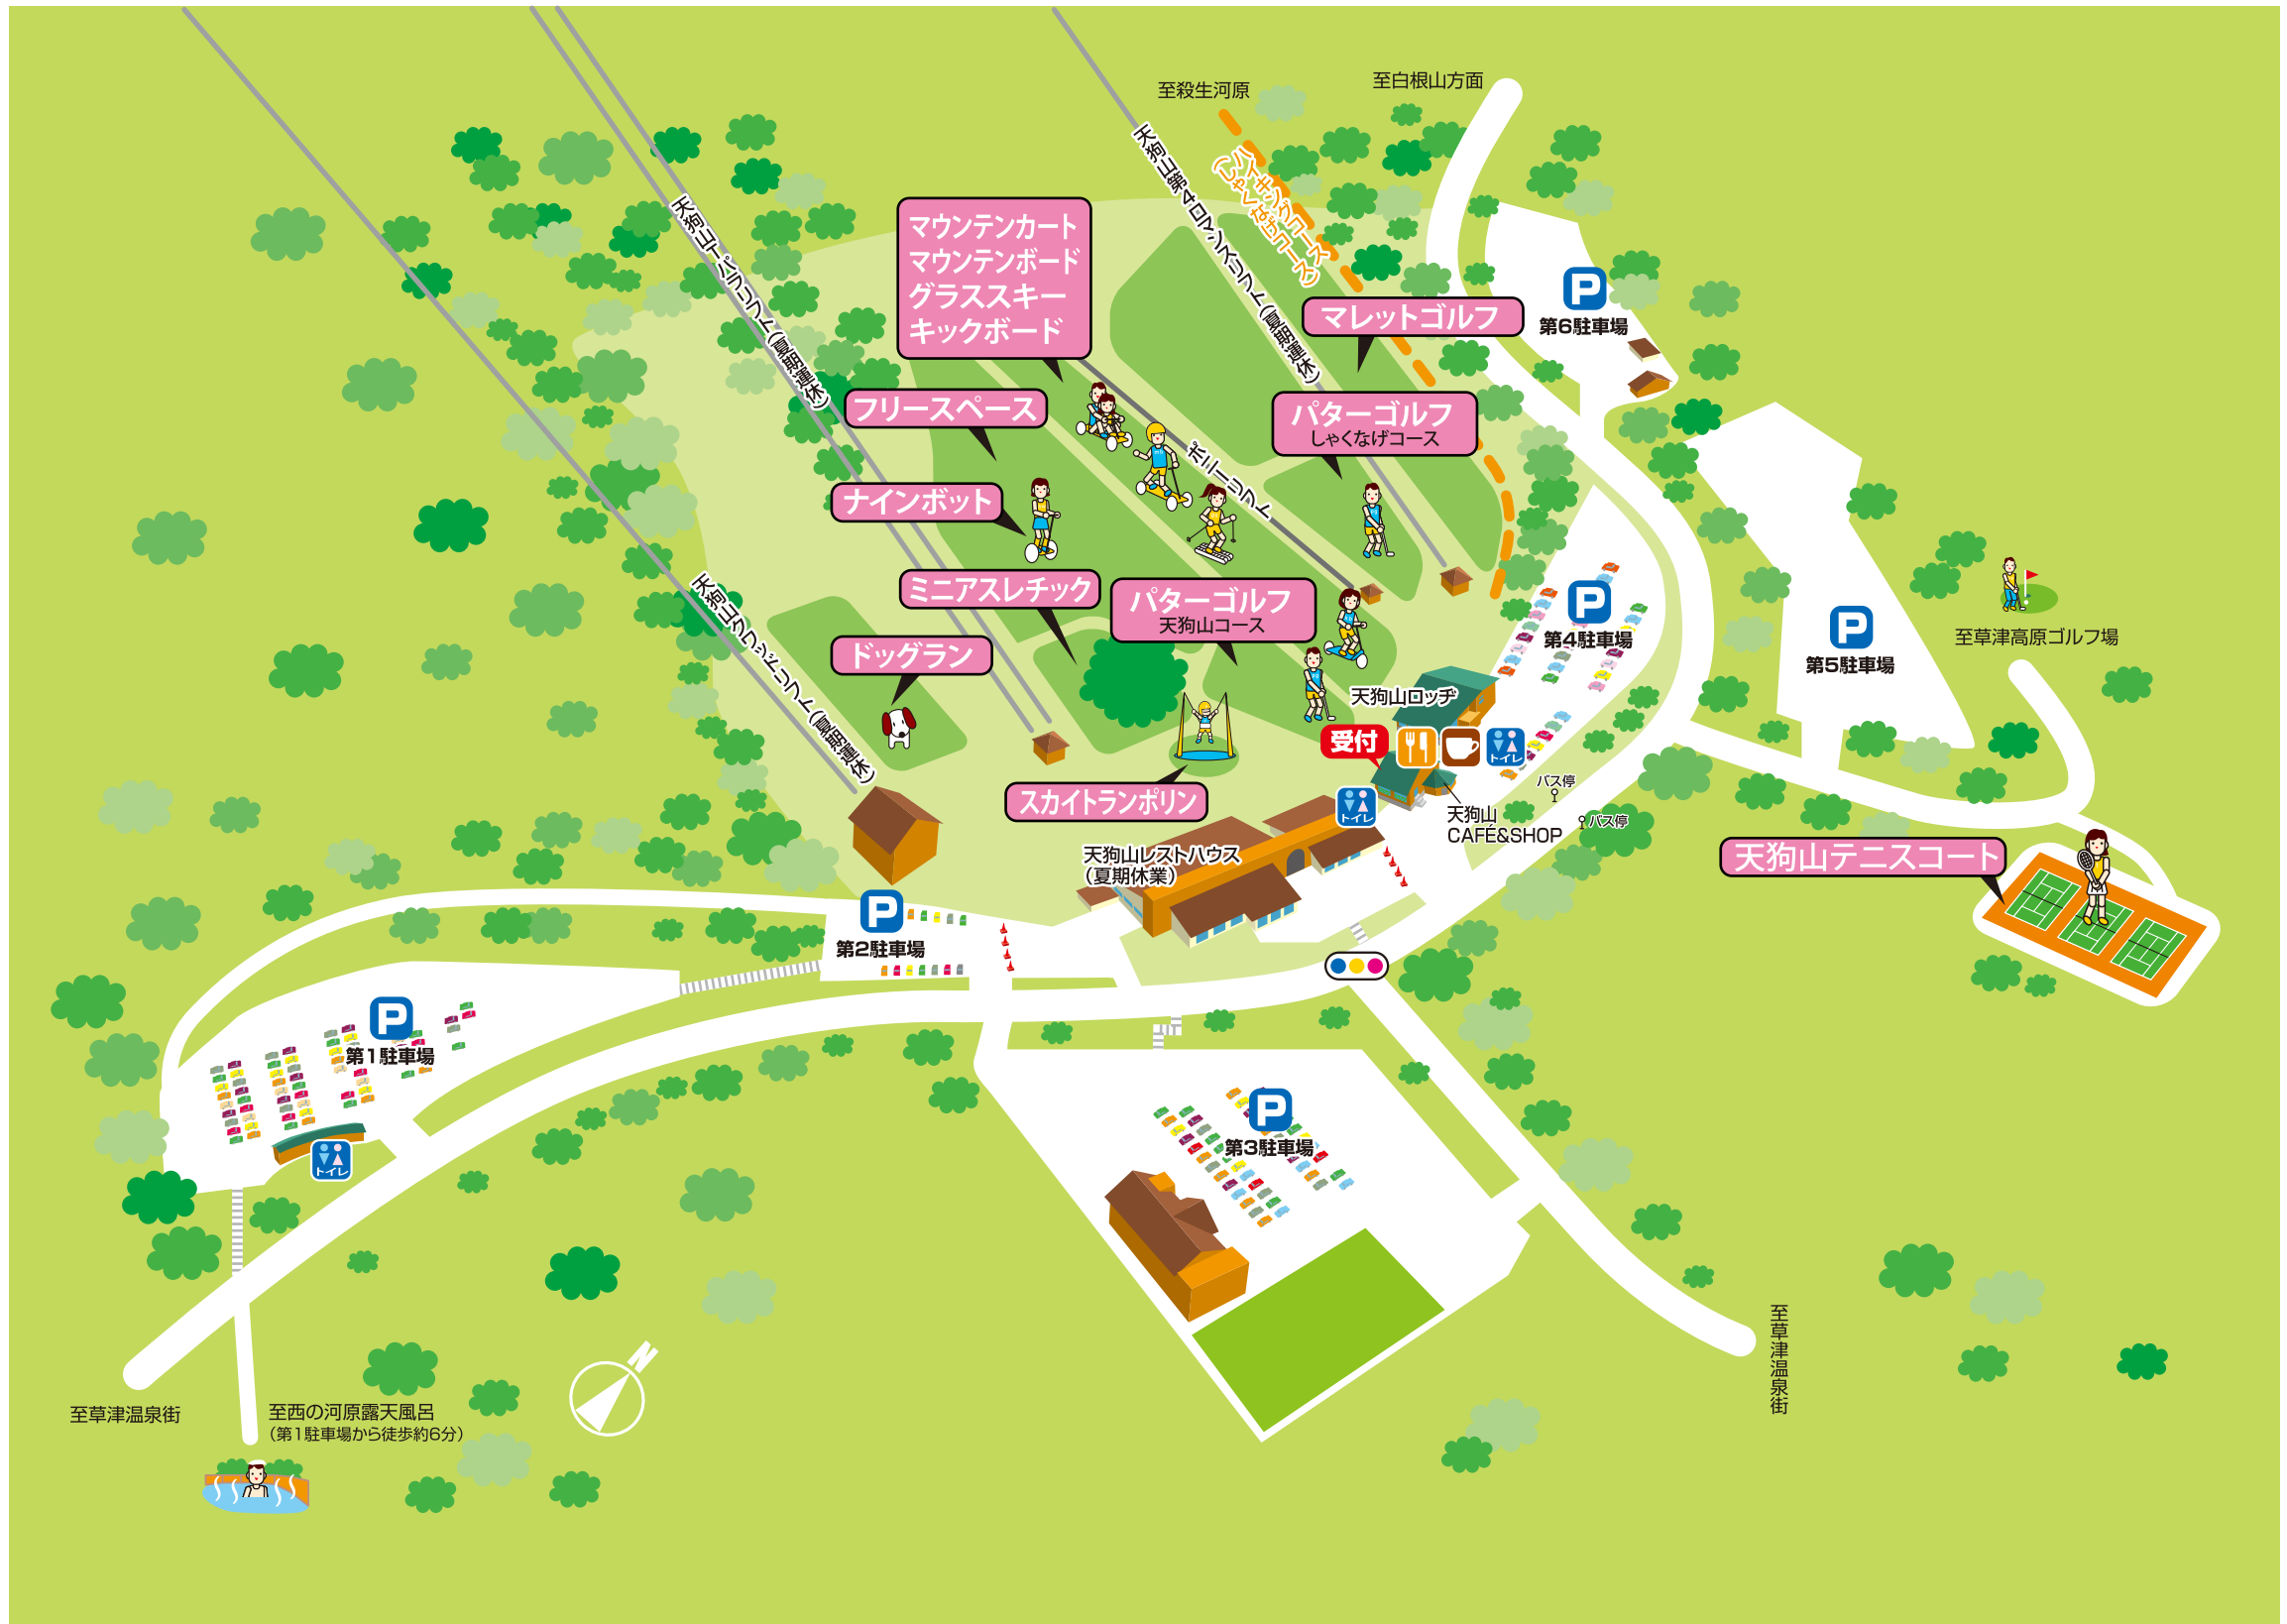 至殺生河原
至白根山方面
天狗山第4ロマンスリフト(夏期運休)
ハイキングコース
(しゃくなげコース)
天狗山Tバラリフト(夏期運休)
マウンテンカート
マウンテンボード
グラススキー
キックボード
マレットゴルフ
P
第6駐車場
フリースペース
パターゴルフ
しゃくなげコース
ポニーリフト
ナインボット
ミニアスレチック
パターゴルフ
天狗山コース
P
第4駐車場
P
第5駐車場
至草津高原ゴルフ場
天狗山クワッドリフト(夏期運休)
ドッグラン
天狗山ロッヂ
受付
トイレ
スカイトランポリン
トイレ
バス停
バス停
天狗山
CAFÉ&SHOP
天狗山レストハウス
(夏期休業)
天狗山テニスコート
P
第2駐車場
P
第1駐車場
トイレ
P
第3駐車場
N
至草津温泉街
至西の河原露天風呂
(第1駐車場から徒歩約6分)
至草津温泉街